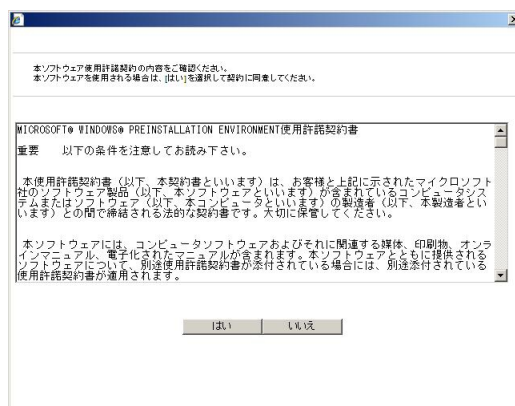 本ソフトウェア使用許諾契約の内容をご確認ください。
本ソフトウェアを使用される場合は、[はい]を選択して契約に同意してください。
MICROSOFT® WINDOWS® PREINSTALLATION ENVIRONMENT使用許諾契約書
重要　　以下の条件を注意してお読み下さい。
本使用許諾契約書（以下、本契約書といいます）は、お客様と上記に示されたマイクロソフト
社のソフトウェア製品（以下、本ソフトウェアといいます）が含まれているコンピュータシス
テムまたはソフトウェア（以下、本コンピュータといいます）の製造者（以下、本製造者とい
います）との間で締結される法的な契約書です。大切に保管してください。
本ソフトウェアには、コンピュータソフトウェアおよびそれに関連する媒体、印刷物、オンラ
インマニュアル、電子化されたマニュアルが含まれます。本ソフトウェアとともに提供される
ソフトウェアについて、別途使用許諾契約書が添付されている場合には、別途添付されている
使用許諾契約書が適用されます。
はい　いいえ